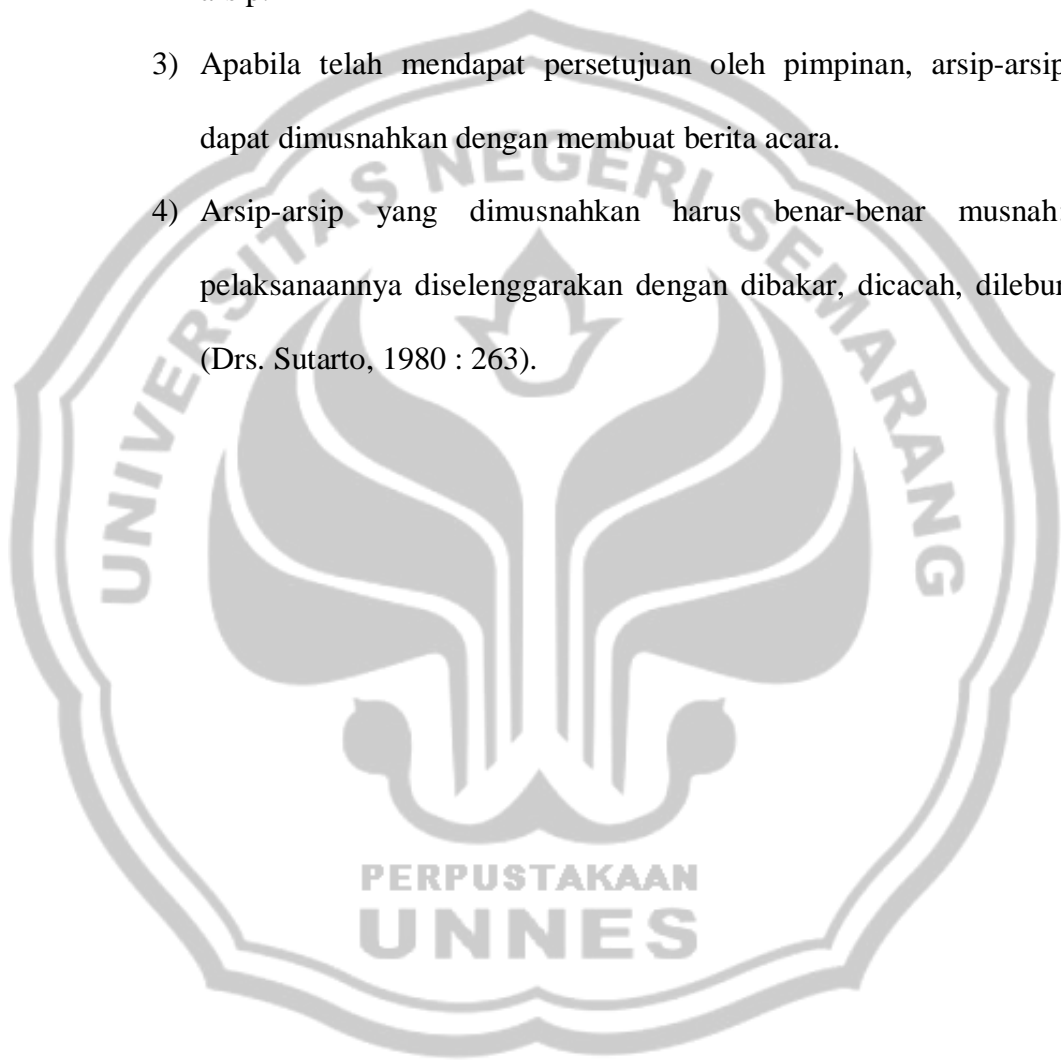 arsip.
3) Apabila telah mendapat persetujuan oleh pimpinan, arsip-arsip
dapat dimusnahkan dengan membuat berita acara.
4) Arsip-arsip yang dimusnahkan harus benar-benar musnah:
pelaksanaannya diselenggarakan dengan dibakar, dicacah, dilebur
(Drs. Sutarto, 1980 : 263).
UNIVERSITAS NEGERI SEMARANG
PERPUSTAKAAN
UNNES